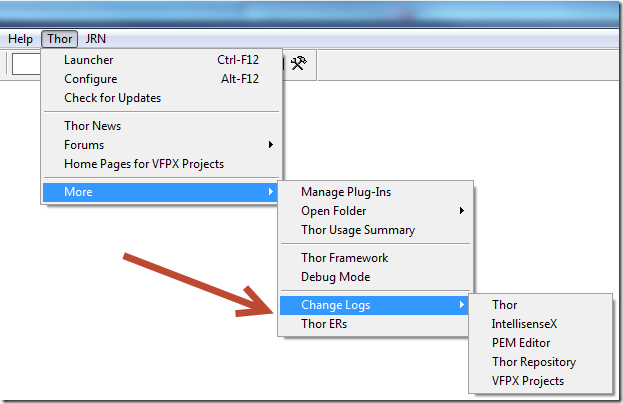 Help Thor JRN
Launcher Ctrl-F12
Configure Alt-F12
Check for Updates
Thor News
Forums
Home Pages for VFPX Projects
More
Manage Plug-Ins
Open Folder
Thor Usage Summary
Thor Framework
Debug Mode
Change Logs
Thor ERs
Thor
IntellisenseX
PEM Editor
Thor Repository
VFPX Projects